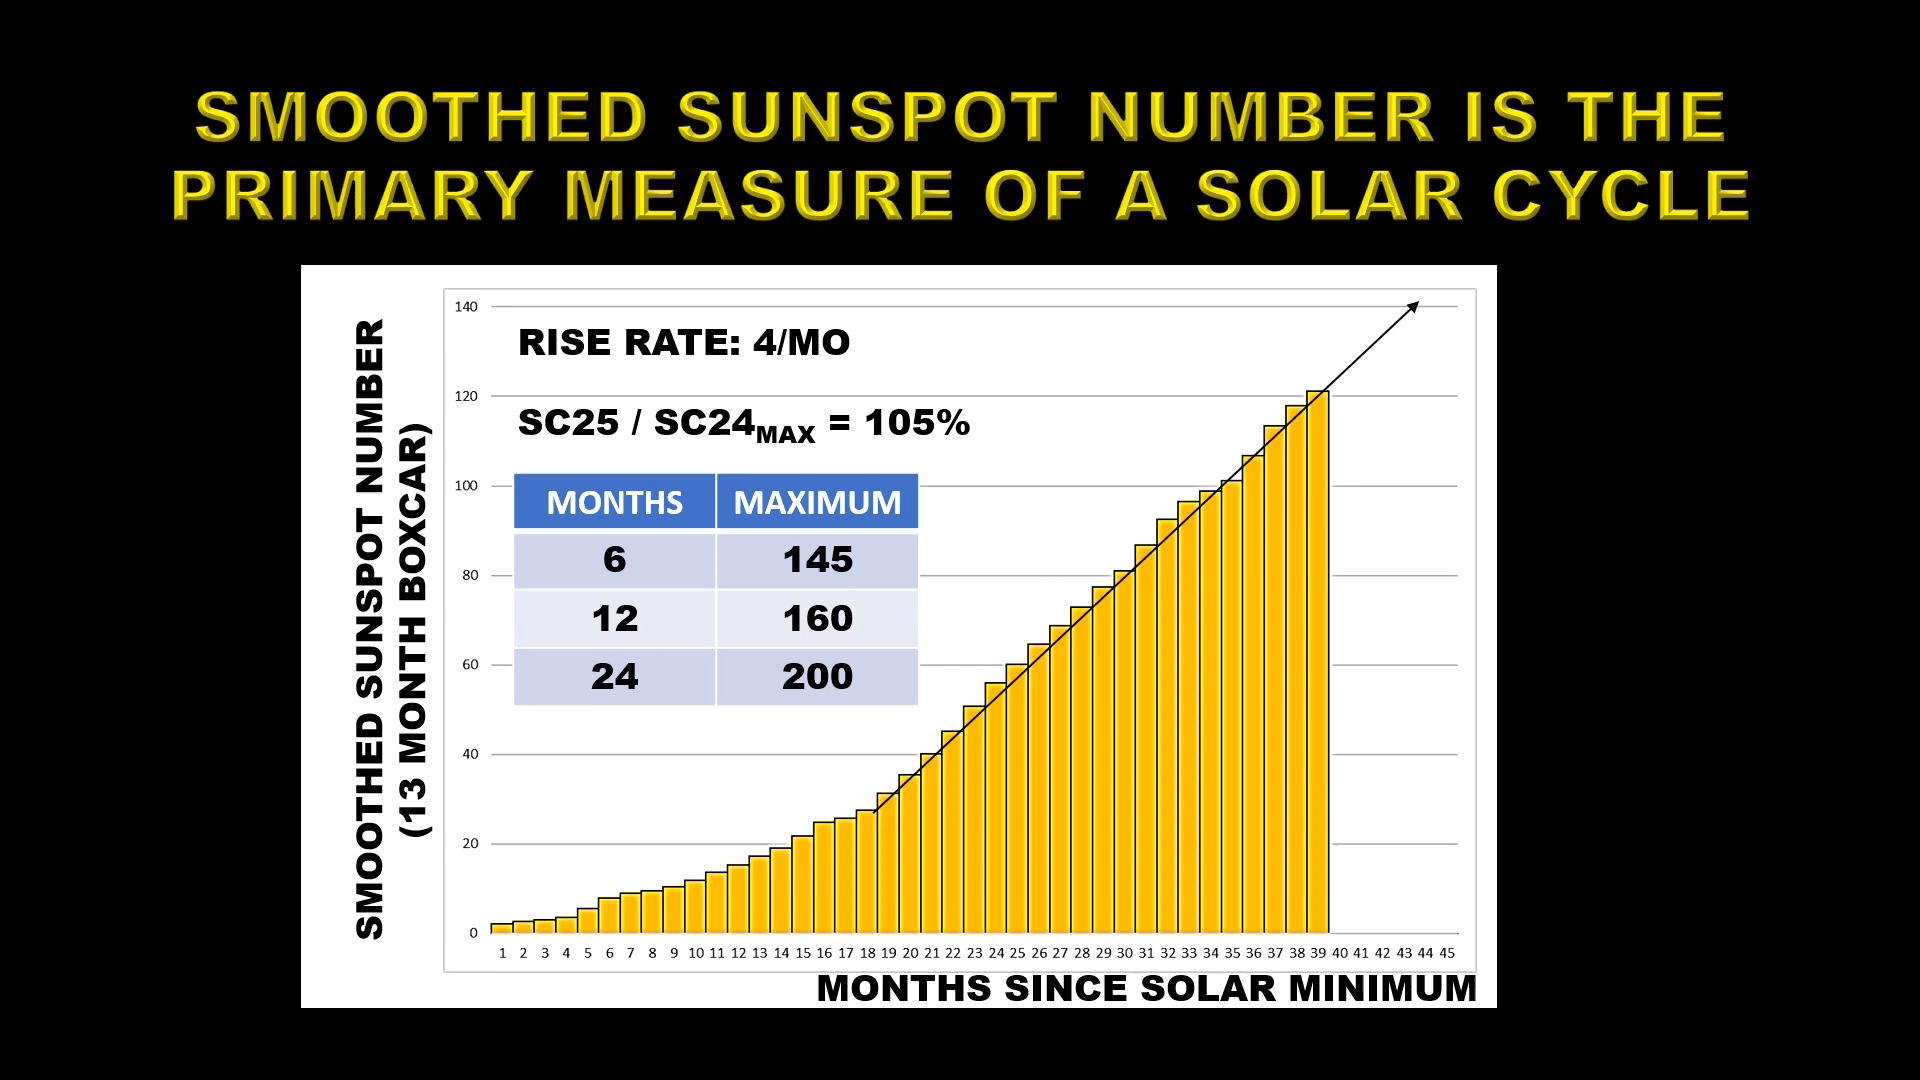 SMOOTHED SUNSPOT NUMBER IS THE
PRIMARY MEASURE OF A SOLAR CYCLE
SMOOTHED SUNSPOT NUMBER
(13 MONTH BOXCAR)
140
120
100
80
60
40
20
0
RISE RATE: 4/MO
SC25 / SC24MAX = 105%
MONTHS MAXIMUM
6 145
12 160
24 200
1 2 3 4 5 6 7 8 9 10 11 12 13 14 15 16 17 18 19 20 21 22 23 24 25 26 27 28 29 30 31 32 33 34 35 36 37 38 39 40 41 42 43 44 45
MONTHS SINCE SOLAR MINIMUM